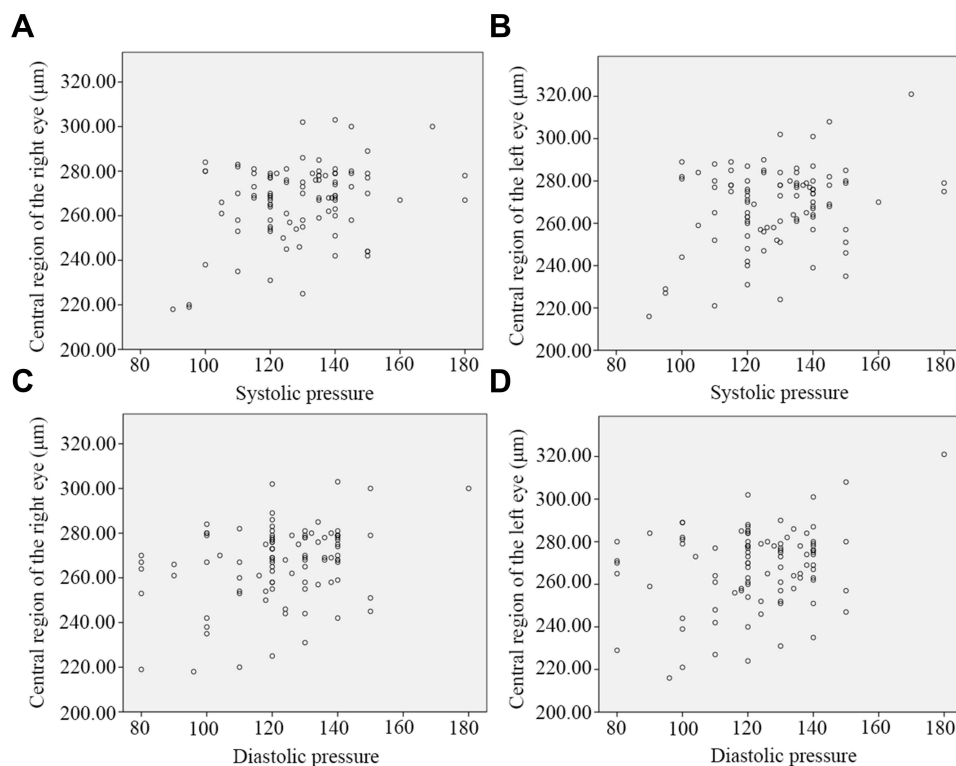 A
Central region of the right eye (μm)
320.00
300.00
280.00
260.00
240.00
220.00
200.00
80 100 120 140 160 180
Systolic pressure
B
Central region of the left eye (μm)
320.00
300.00
280.00
260.00
240.00
220.00
200.00
80 100 120 140 160 180
Systolic pressure
C
Central region of the right eye (μm)
320.00
300.00
280.00
260.00
240.00
220.00
200.00
80 100 120 140 160 180
Diastolic pressure
D
Central region of the left eye (μm)
320.00
300.00
280.00
260.00
240.00
220.00
200.00
80 100 120 140 160 180
Diastolic pressure